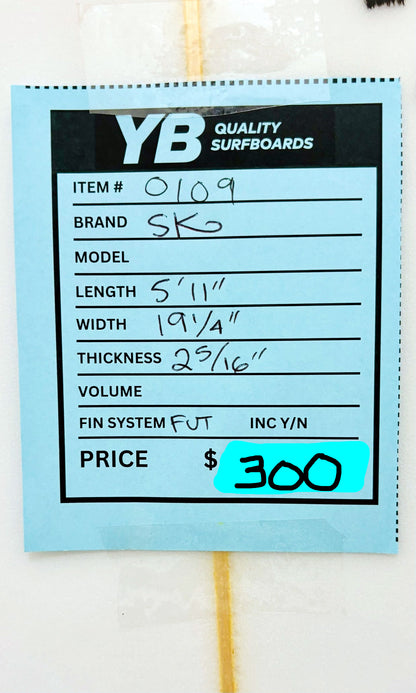 YB QUALITY SURFBOARDS
ITEM # 0109
BRAND SKO
MODEL
LENGTH 5'11"
WIDTH 19 1/4"
THICKNESS 2 5/16"
VOLUME
FIN SYSTEM FUT INC Y/N
PRICE $ 300